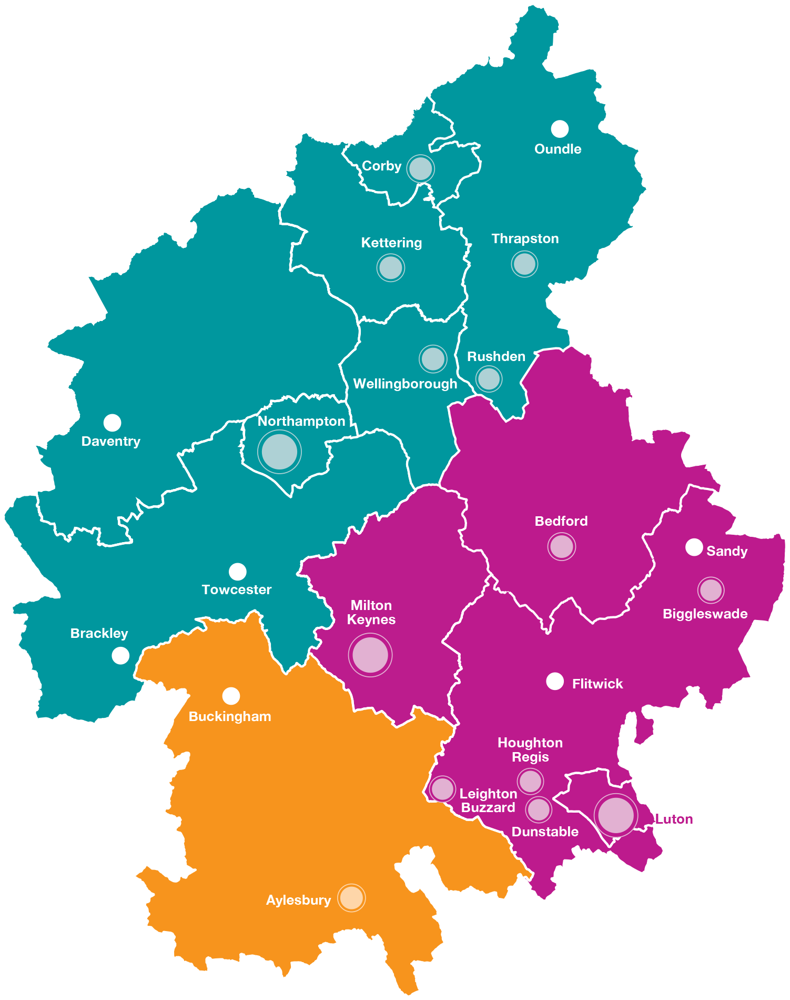 Oundle
Corby
Thrapston
Kettering
Rushden
Wellingborough
Northampton
Daventry
Bedford
Sandy
Towcester
Milton
Keynes
Biggleswade
Brackley
Flitwick
Buckingham
Houghton
Regis
Leighton
Buzzard
Luton
Dunstable
Aylesbury